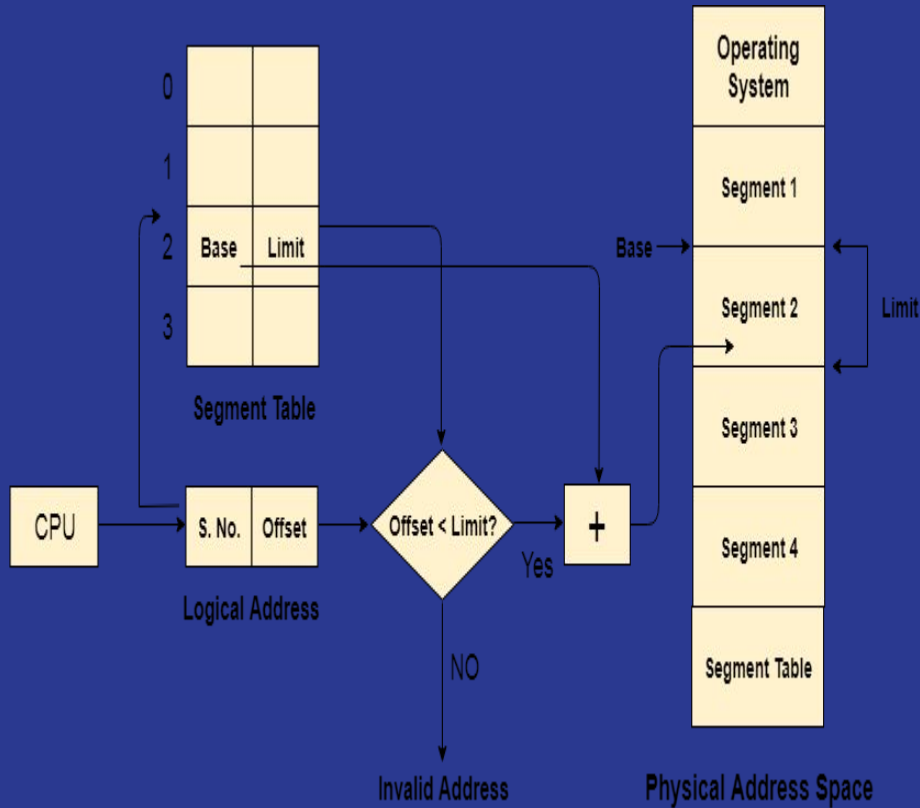 0
1
2
3
Base
Limit
Segment Table
CPU
S. No.
Offset
Logical Address
Offset < Limit?
Yes
NO
Invalid Address
+
Operating
System
Segment 1
Base
Segment 2
Limit
Segment 3
Segment 4
Segment Table
Physical Address Space